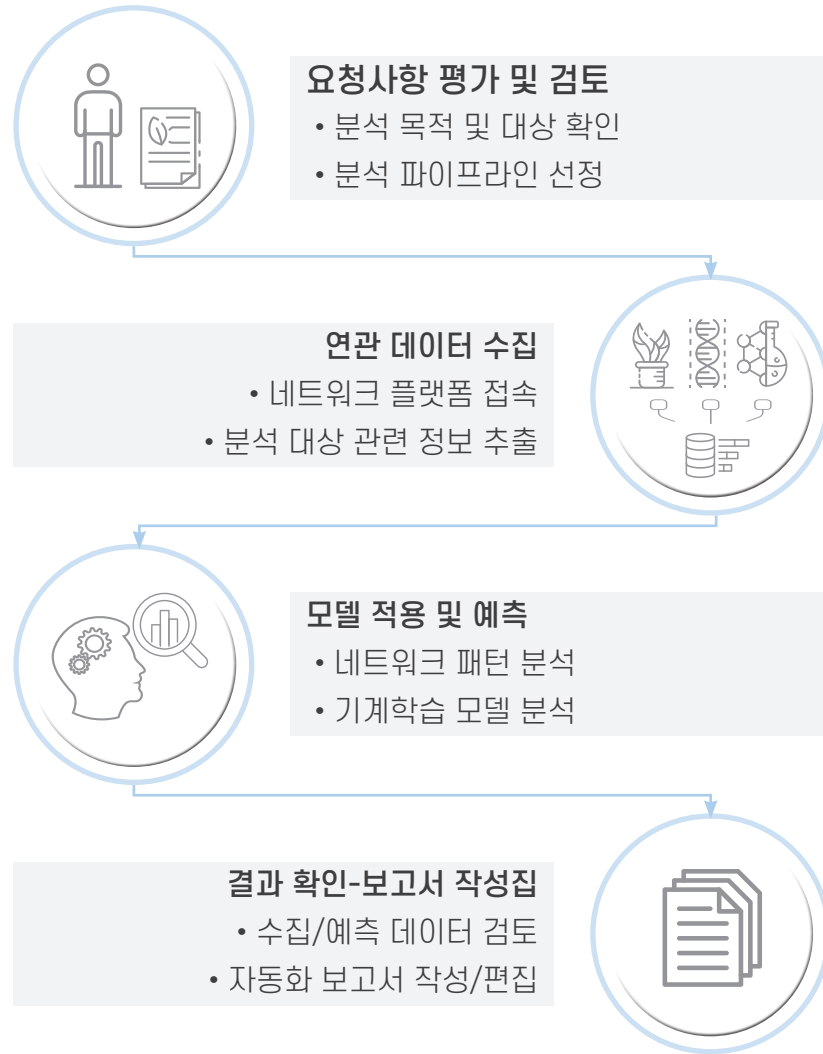 요청사항 평가 및 검토
• 분석 목적 및 대상 확인
• 분석 파이프라인 선정
연관 데이터 수집
• 네트워크 플랫폼 접속
• 분석 대상 관련 정보 추출
모델 적용 및 예측
• 네트워크 패턴 분석
• 기계학습 모델 분석
결과 확인-보고서 작성집
• 수집/예측 데이터 검토
• 자동화 보고서 작성/편집